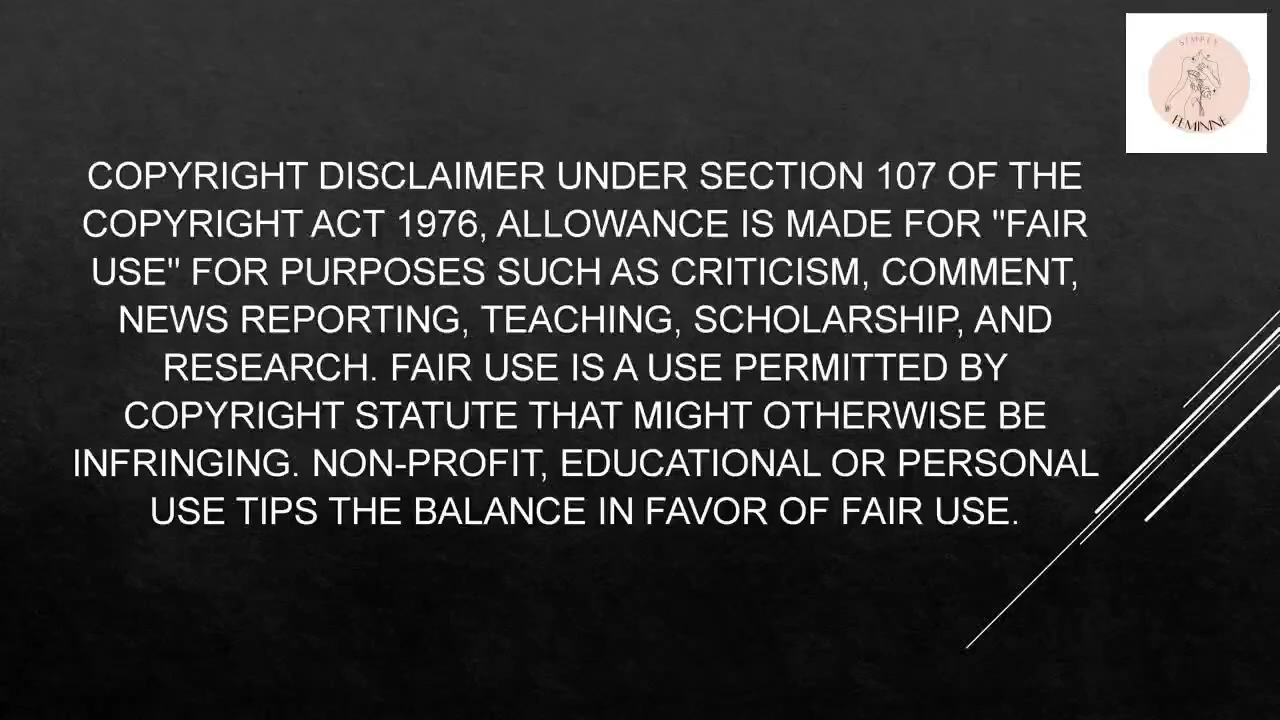 SIMPLY
FEMININE
COPYRIGHT DISCLAIMER UNDER SECTION 107 OF THE
COPYRIGHT ACT 1976, ALLOWANCE IS MADE FOR "FAIR
USE" FOR PURPOSES SUCH AS CRITICISM, COMMENT,
NEWS REPORTING, TEACHING, SCHOLARSHIP, AND
RESEARCH. FAIR USE IS A USE PERMITTED BY
COPYRIGHT STATUTE THAT MIGHT OTHERWISE BE
INFRINGING. NON-PROFIT, EDUCATIONAL OR PERSONAL
USE TIPS THE BALANCE IN FAVOR OF FAIR USE.